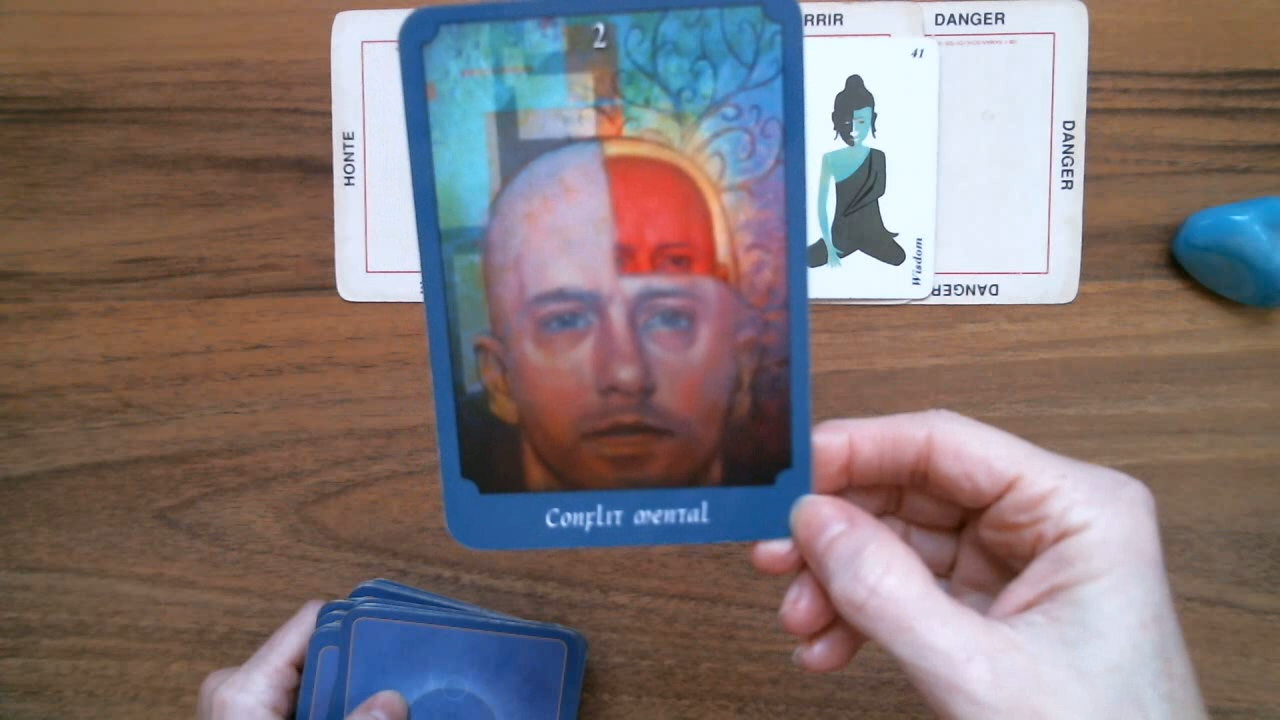 HONTE
2
Conflit mental
RRIR
41
Wisdom
DANGER
DANGER
DANGER